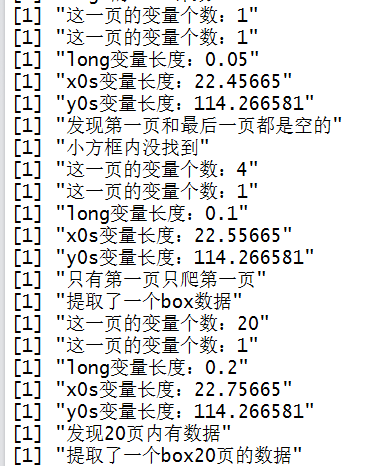 [1] "这一页的变量个数：1"
[1] "这一页的变量个数：1"
[1] "long变量长度：0.05"
[1] "x0s变量长度：22.45665"
[1] "y0s变量长度：114.266581"
[1] "发现第一页和最后一页都是空的"
[1] "小方框内没找到"
[1] "这一页的变量个数：4"
[1] "这一页的变量个数：1"
[1] "long变量长度：0.1"
[1] "x0s变量长度：22.55665"
[1] "y0s变量长度：114.266581"
[1] "只有第一页只爬第一页"
[1] "提取了一个box数据"
[1] "这一页的变量个数：20"
[1] "这一页的变量个数：1"
[1] "long变量长度：0.2"
[1] "x0s变量长度：22.75665"
[1] "y0s变量长度：114.266581"
[1] "发现20页内有数据"
[1] "提取了一个box20页的数据"